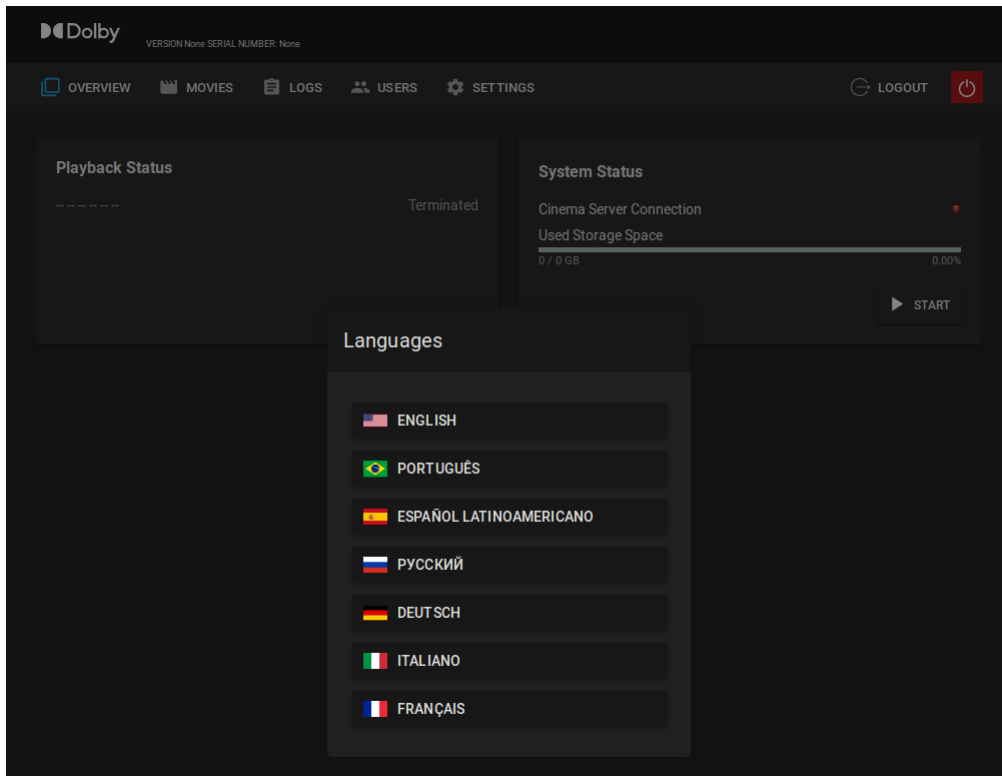 Dolby
VERSION None SERIAL NUMBER: None
OVERVIEW MOVIES LOGS USERS SETTINGS LOGOUT
Playback Status
-- -- -- -- -- --
Terminated
System Status
Cinema Server Connection
Used Storage Space
0 / 0 GB 0.00%
START
Languages
ENGLISH
PORTUGUÊS
ESPAÑOL LATINOAMERICANO
РУССКИЙ
DEUTSCH
ITALIANO
FRANÇAIS